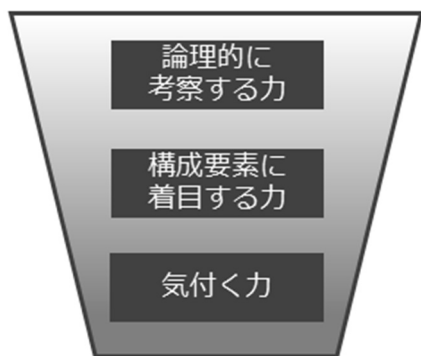 論理的に
考察する力
構成要素に
着目する力
気付く力